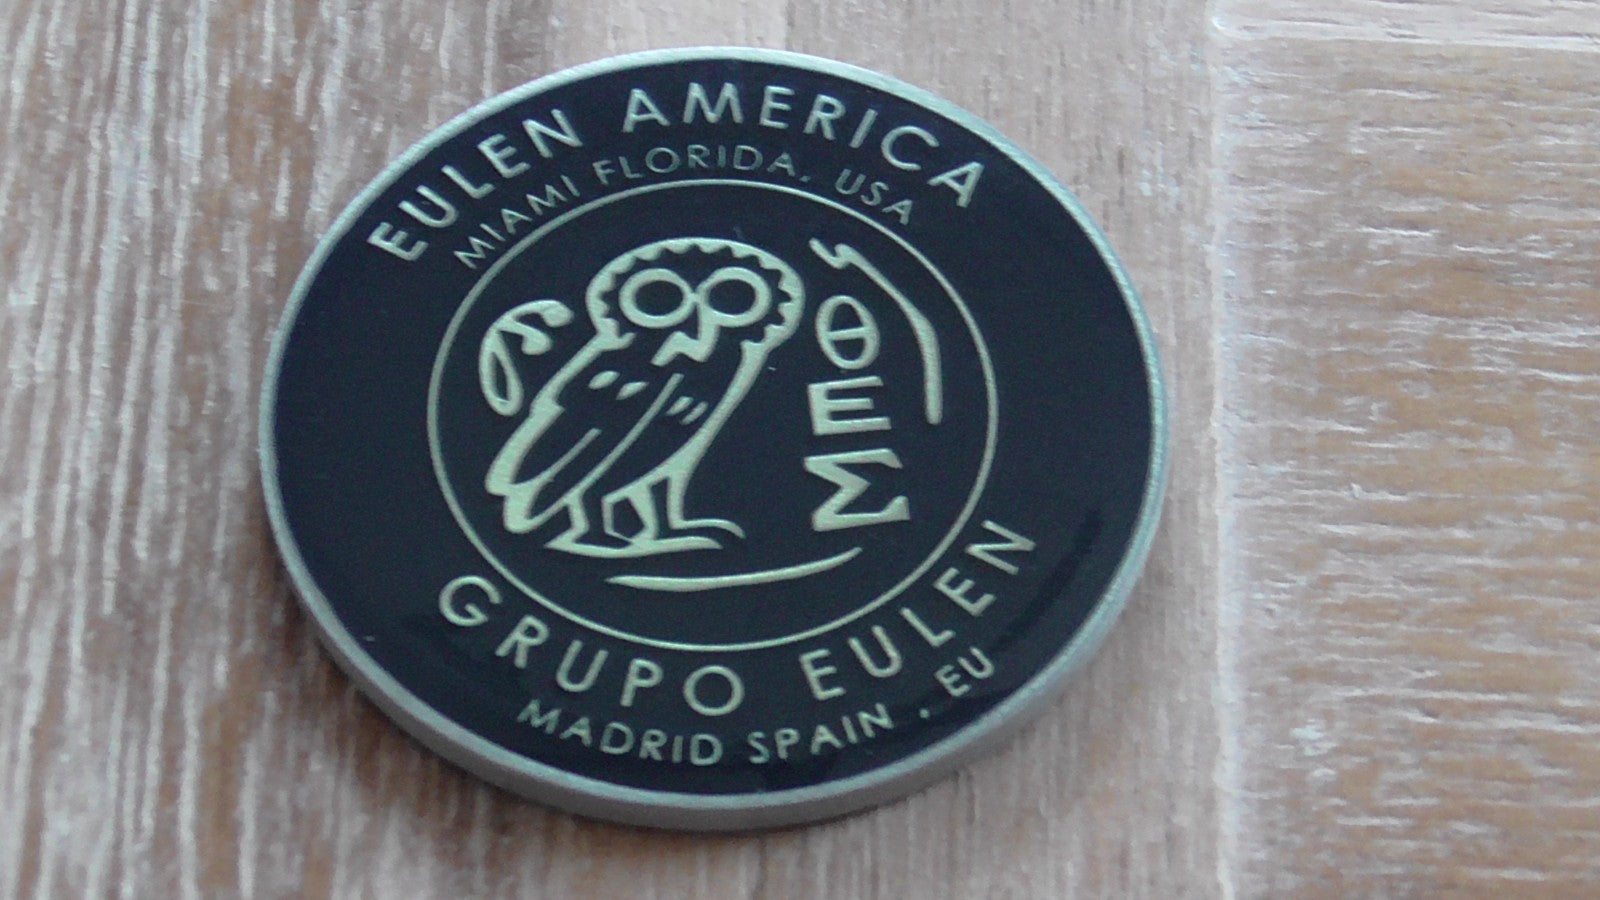 EULEN AMERICA
MIAMI FLORIDA, USA
ΘΕΣ
GRUPO EULEN
MADRID SPAIN . EU